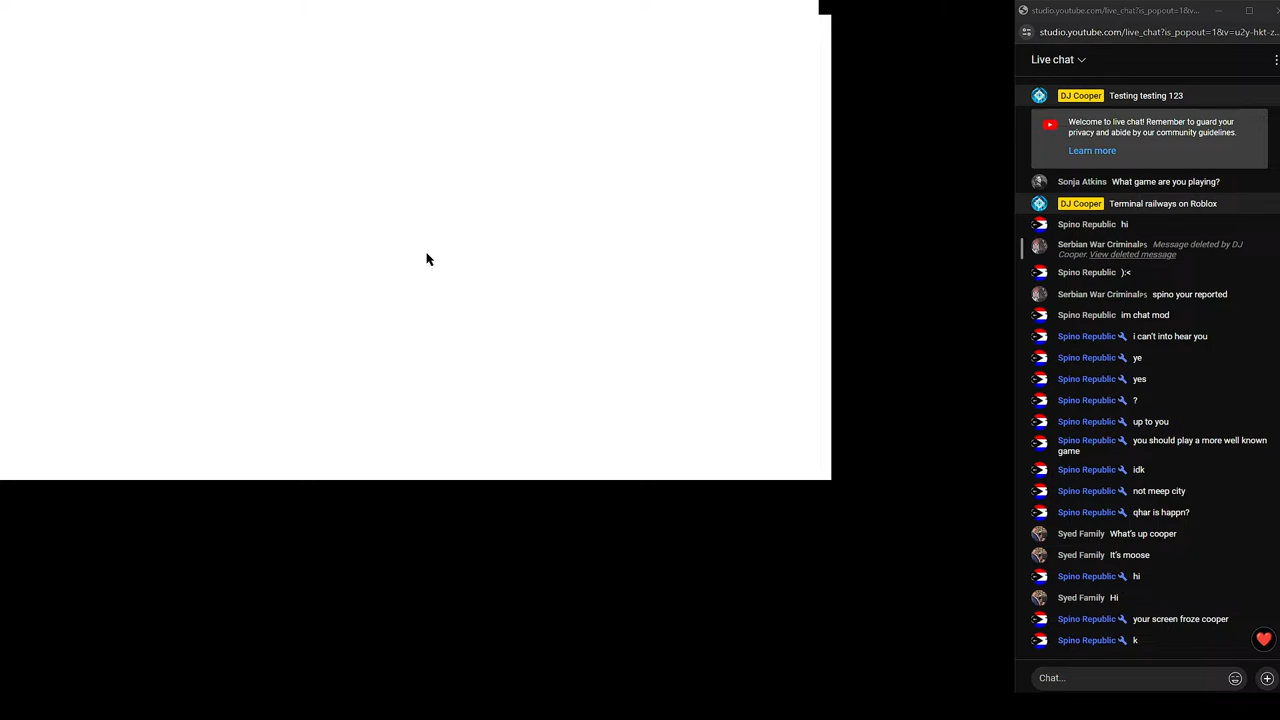 studio.youtube.com/live_chat?is_popout=1&v...
studio.youtube.com/live_chat?is_popout=1&v=u2y-hkt-z...
Live chat
DJ Cooper Testing testing 123
Welcome to live chat! Remember to guard your
privacy and abide by our community guidelines.
Learn more
Sonja Atkins What game are you playing?
DJ Cooper Terminal railways on Roblox
Spino Republic hi
Serbian War Criminalᴘs Message deleted by DJ
Cooper. View deleted message
Spino Republic ):<
Serbian War Criminalᴘs spino your reported
Spino Republic im chat mod
Spino Republic i can't into hear you
Spino Republic ye
Spino Republic yes
Spino Republic ?
Spino Republic up to you
Spino Republic you should play a more well known
game
Spino Republic idk
Spino Republic not meep city
Spino Republic qhar is happn?
Syed Family What's up cooper
Syed Family It's moose
Spino Republic hi
Syed Family Hi
Spino Republic your screen froze cooper
Spino Republic k
Chat...